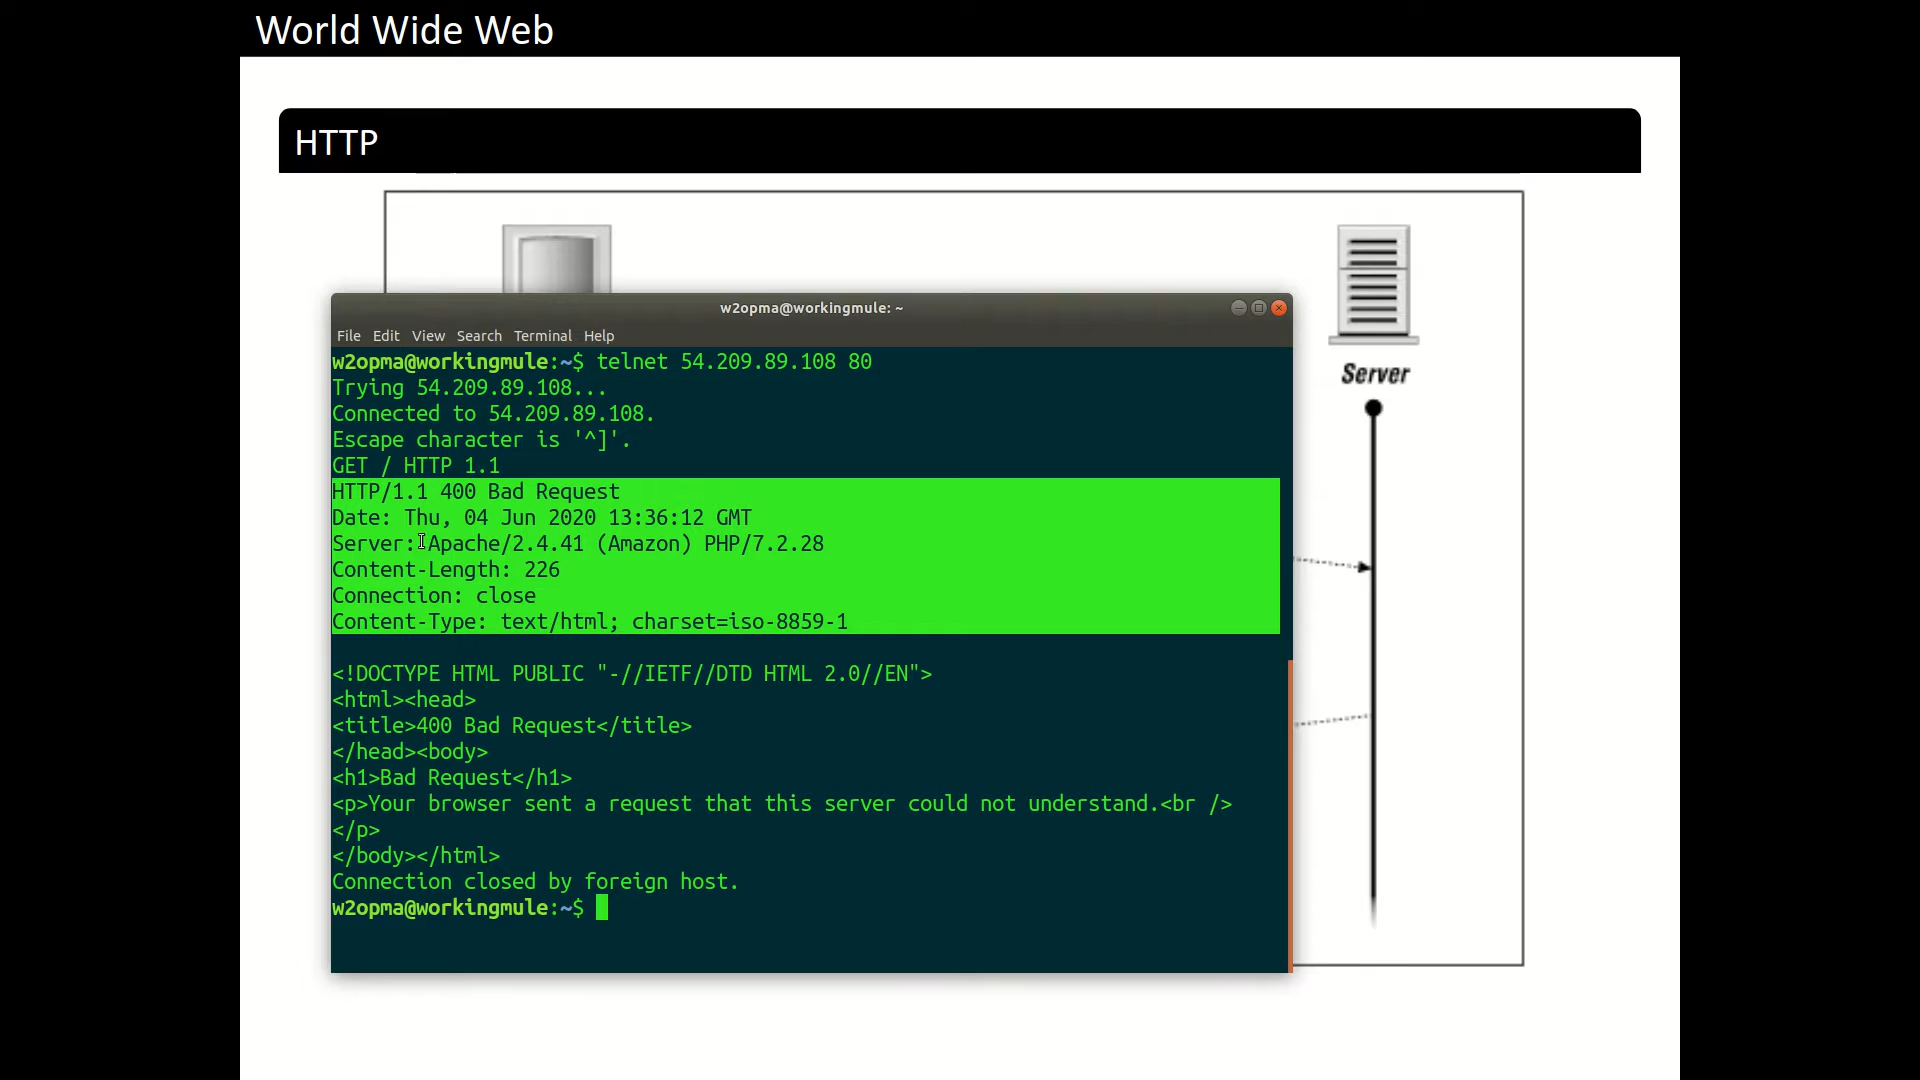 World Wide Web
HTTP
w2opma@workingmule: ~
File Edit View Search Terminal Help
w2opma@workingmule:~$ telnet 54.209.89.108 80
Trying 54.209.89.108...
Connected to 54.209.89.108.
Escape character is '^]'.
GET / HTTP 1.1
HTTP/1.1 400 Bad Request
Date: Thu, 04 Jun 2020 13:36:12 GMT
Server: Apache/2.4.41 (Amazon) PHP/7.2.28
Content-Length: 226
Connection: close
Content-Type: text/html; charset=iso-8859-1
<!DOCTYPE HTML PUBLIC "-//IETF//DTD HTML 2.0//EN">
<html><head>
<title>400 Bad Request</title>
</head><body>
<h1>Bad Request</h1>
<p>Your browser sent a request that this server could not understand.<br />
</p>
</body></html>
Connection closed by foreign host.
w2opma@workingmule:~$
Server